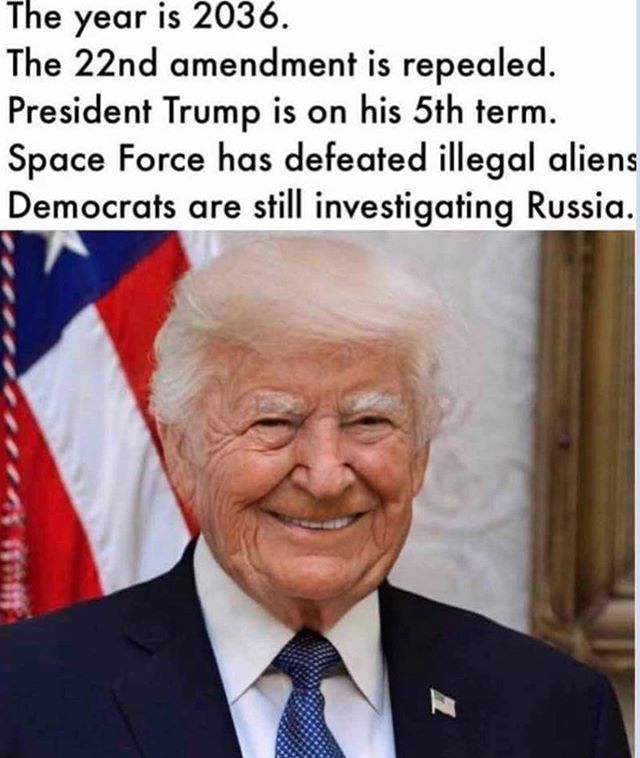 The year is 2036.
The 22nd amendment is repealed.
President Trump is on his 5th term.
Space Force has defeated illegal aliens
Democrats are still investigating Russia.